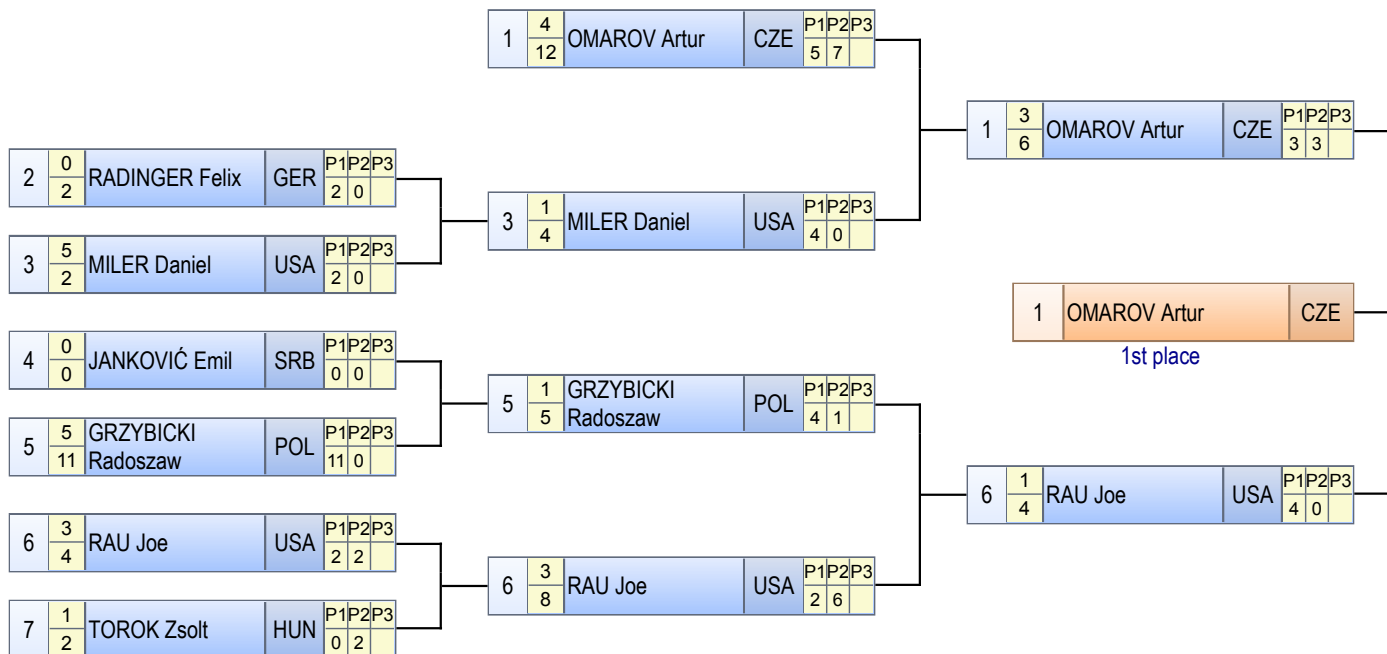 1 4 12 OMAROV Artur CZE P1 P2 P3 5 7
1 3 6 OMAROV Artur CZE P1 P2 P3 3 3
2 0 2 RADINGER Felix GER P1 P2 P3 2 0
3 1 4 MILER Daniel USA P1 P2 P3 4 0
3 5 2 MILER Daniel USA P1 P2 P3 2 0
1 OMAROV Artur CZE
1st place
4 0 0 JANKOVIĆ Emil SRB P1 P2 P3 0 0
5 1 5 GRZYBICKI
Radoszaw POL P1 P2 P3 4 1
5 5 11 GRZYBICKI
Radoszaw POL P1 P2 P3 11 0
6 1 4 RAU Joe USA P1 P2 P3 4 0
6 3 4 RAU Joe USA P1 P2 P3 2 2
6 3 8 RAU Joe USA P1 P2 P3 2 6
7 1 2 TOROK Zsolt HUN P1 P2 P3 0 2